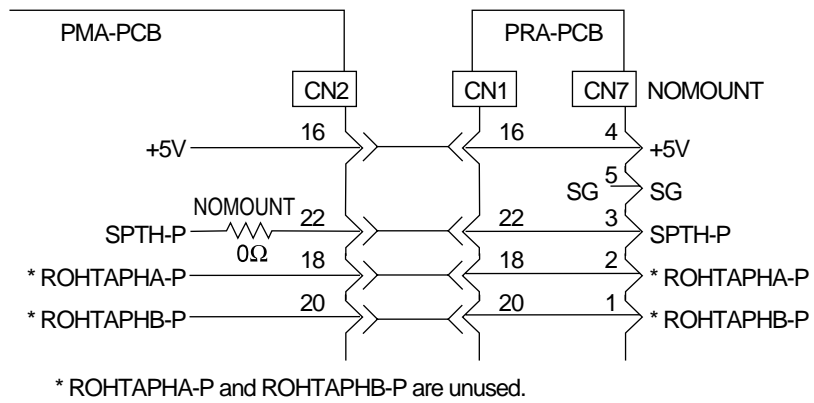 PMA-PCB PRA-PCB
CN2 CN1 CN7 NOMOUNT
+5V 16 16 4 +5V
SG 5 SG
SPTH-P NOMOUNT 0Ω 22 22 3 SPTH-P
* ROHTAPHA-P 18 18 2 * ROHTAPHA-P
* ROHTAPHB-P 20 20 1 * ROHTAPHB-P
* ROHTAPHA-P and ROHTAPHB-P are unused.